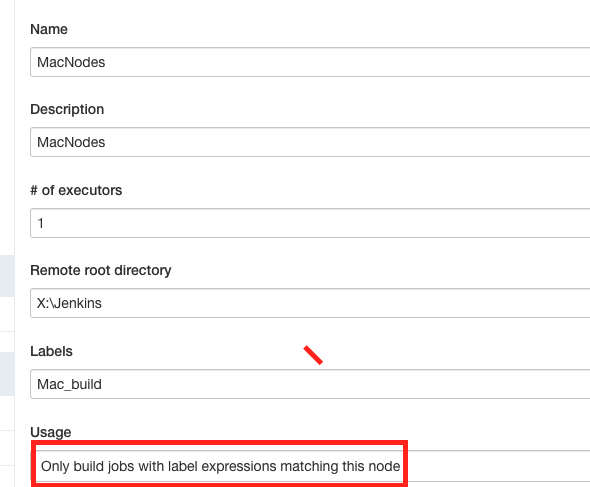 Name
MacNodes
Description
MacNodes
# of executors
1
Remote root directory
X:\Jenkins
Labels
Mac_build
Usage
Only build jobs with label expressions matching this node